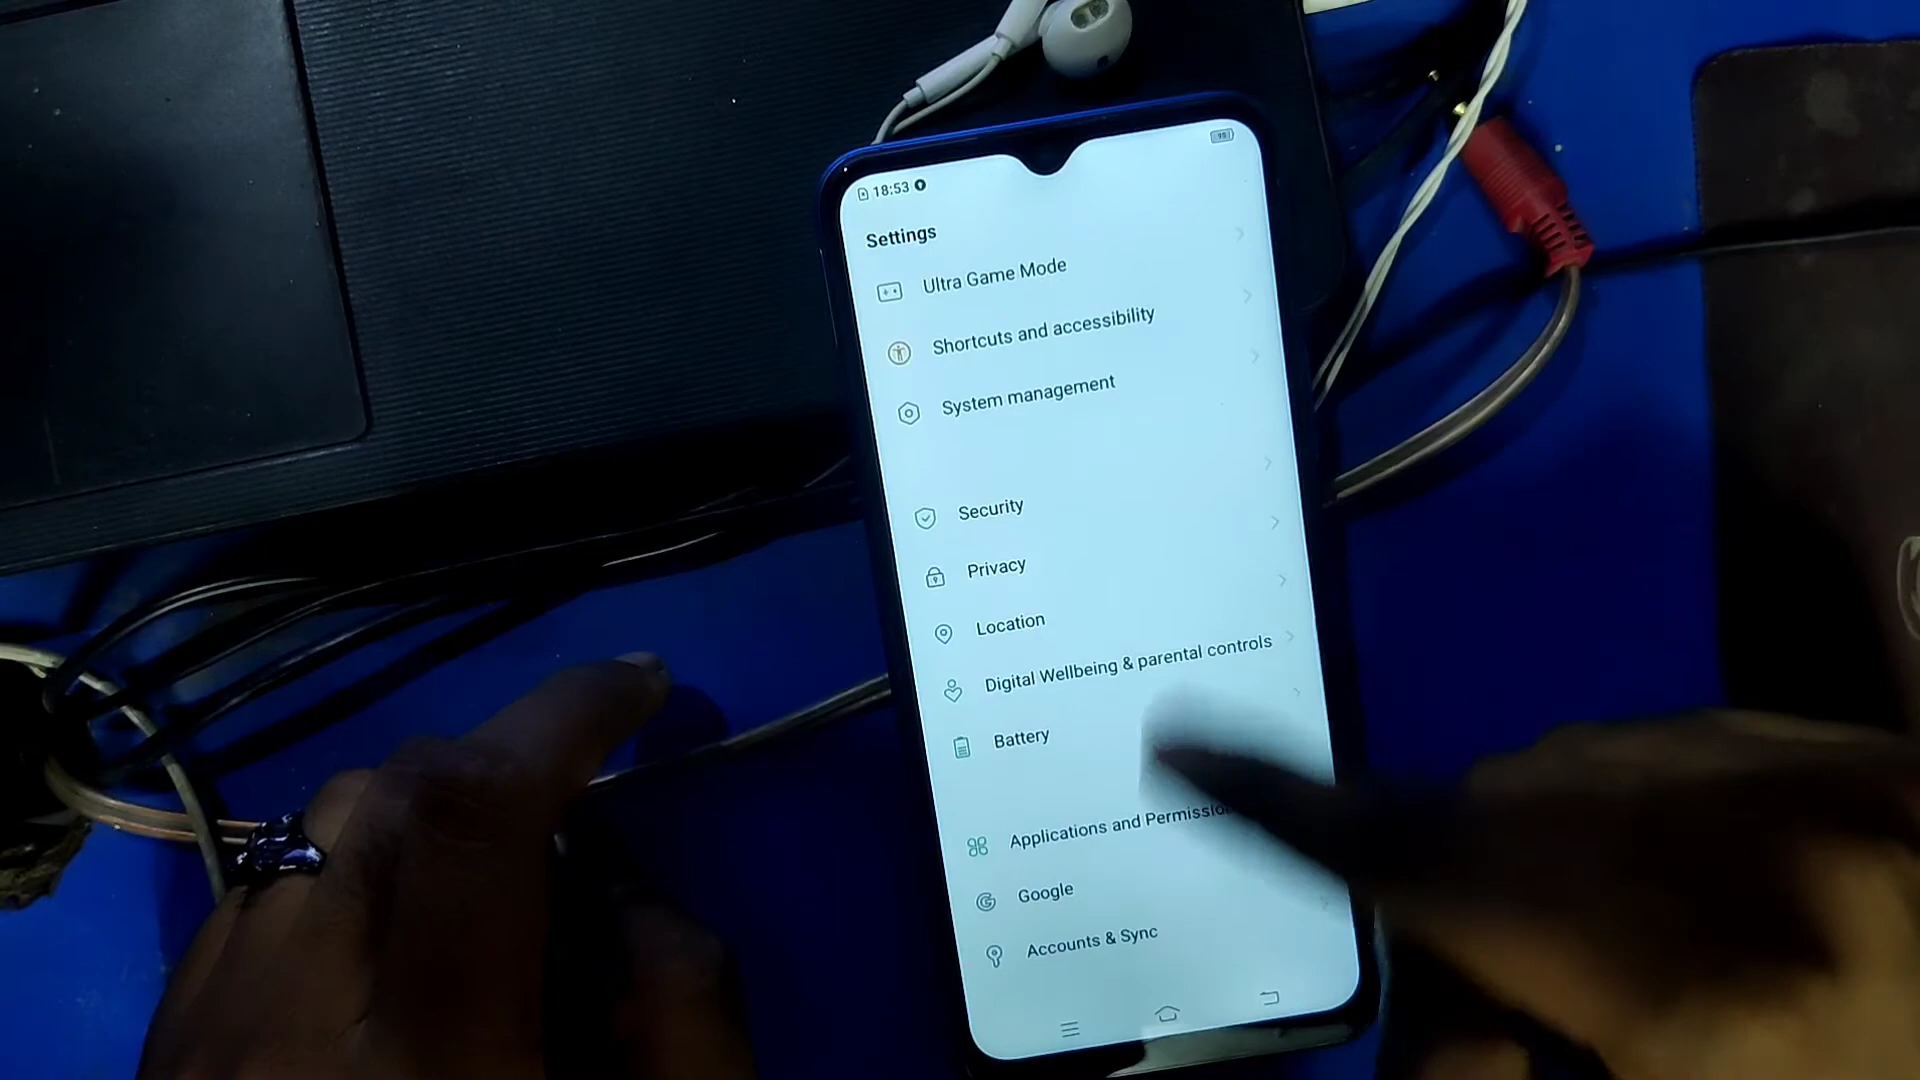 18:53
Settings
Ultra Game Mode
Shortcuts and accessibility
System management
Security
Privacy
Location
Digital Wellbeing & parental controls
Battery
Applications and
Google
Accounts & Sync